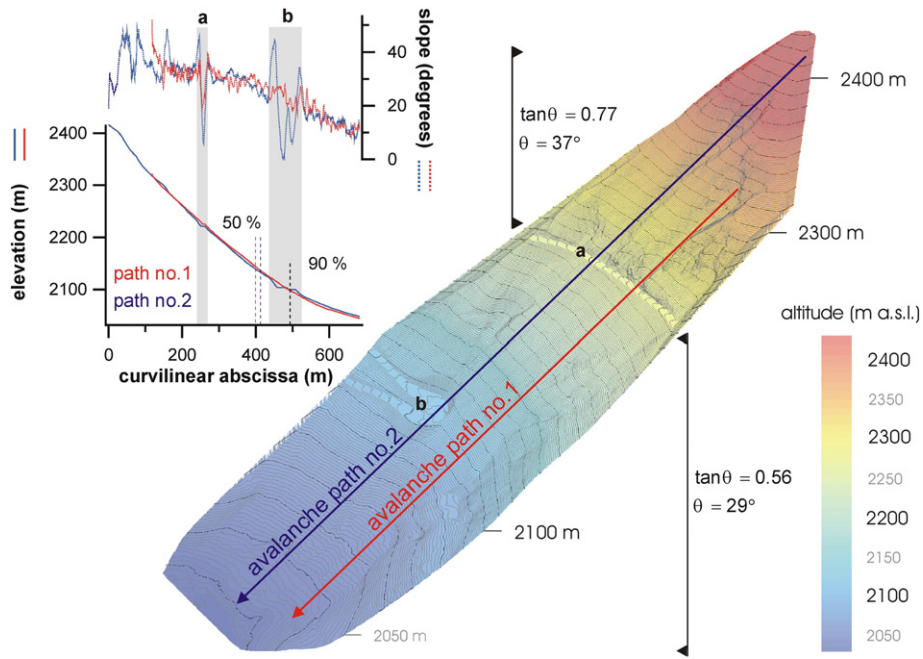 a
b
40
20
0
slope (degrees)
2400
2300
2200
2100
elevation (m)
50 %
90 %
path no.1
path no.2
0
200
400
600
curvilinear abscissa (m)
tanθ = 0.77
θ = 37°
2400 m
2300 m
a
b
avalanche path no.2
avalanche path no.1
tanθ = 0.56
θ = 29°
2100 m
2050 m
altitude (m a.s.l.)
2400
2350
2300
2250
2200
2150
2100
2050